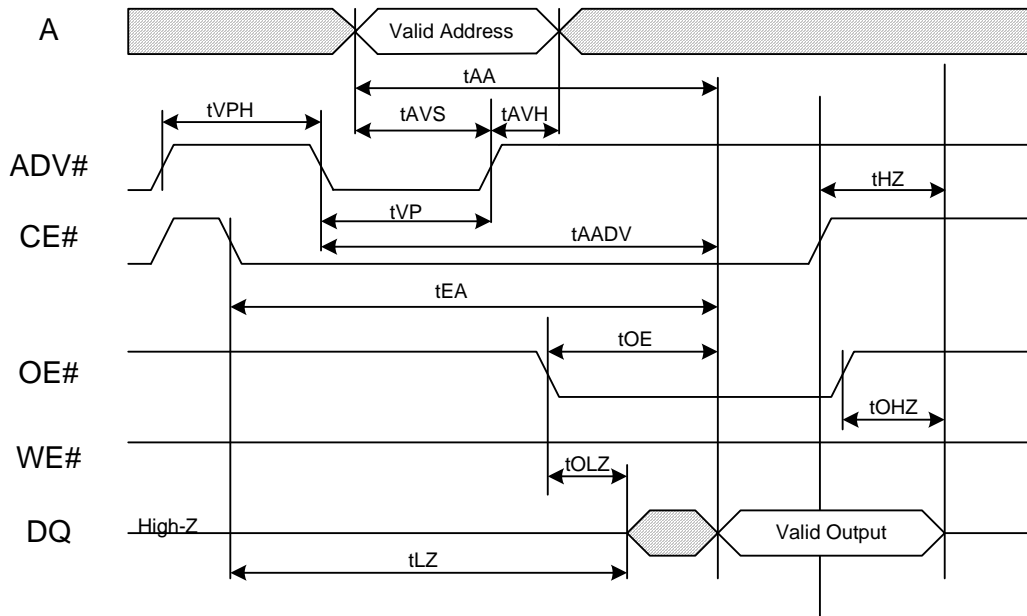 A
Valid Address
tAA
tVPH
tAVS
tAVH
ADV#
tHZ
tVP
CE#
tAADV
tEA
tOE
OE#
tOHZ
WE#
tOLZ
High-Z
DQ
Valid Output
tLZ